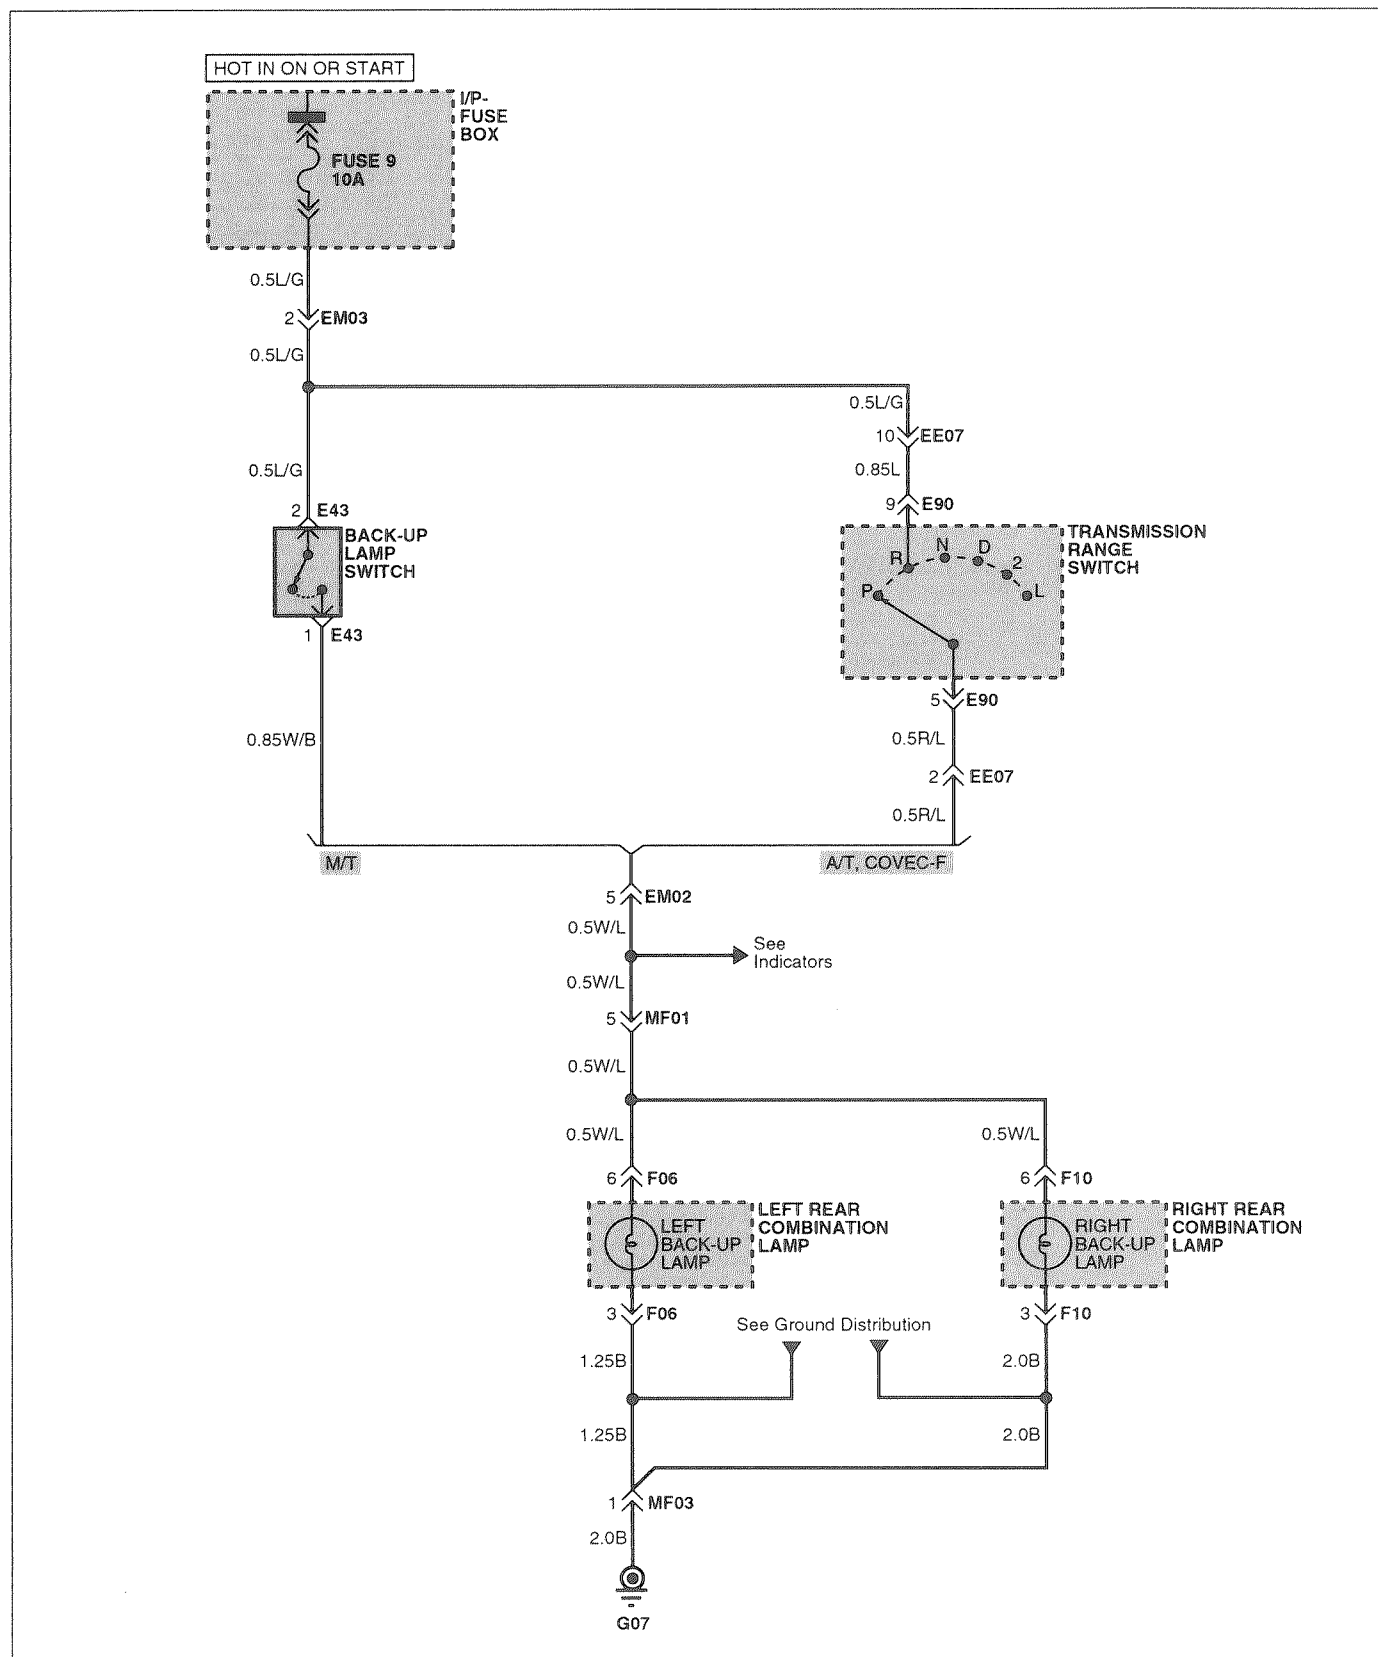 HOT IN ON OR START
I/P-
FUSE
BOX
FUSE 9
10A
0.5L/G
2 EM03
0.5L/G
0.5L/G
10 EE07
0.85L
0.5L/G
2 E43
9 E90
BACK-UP
LAMP
SWITCH
TRANSMISSION
RANGE
SWITCH
P R N D 2 L
1 E43
5 E90
0.85W/B
0.5R/L
2 EE07
0.5R/L
M/T
A/T, COVEC-F
5 EM02
0.5W/L
See
Indicators
0.5W/L
5 MF01
0.5W/L
0.5W/L
0.5W/L
6 F06
6 F10
LEFT
BACK-UP
LAMP
LEFT REAR
COMBINATION
LAMP
RIGHT
BACK-UP
LAMP
RIGHT REAR
COMBINATION
LAMP
3 F06
3 F10
See Ground Distribution
1.25B
2.0B
1.25B
2.0B
1 MF03
2.0B
G07